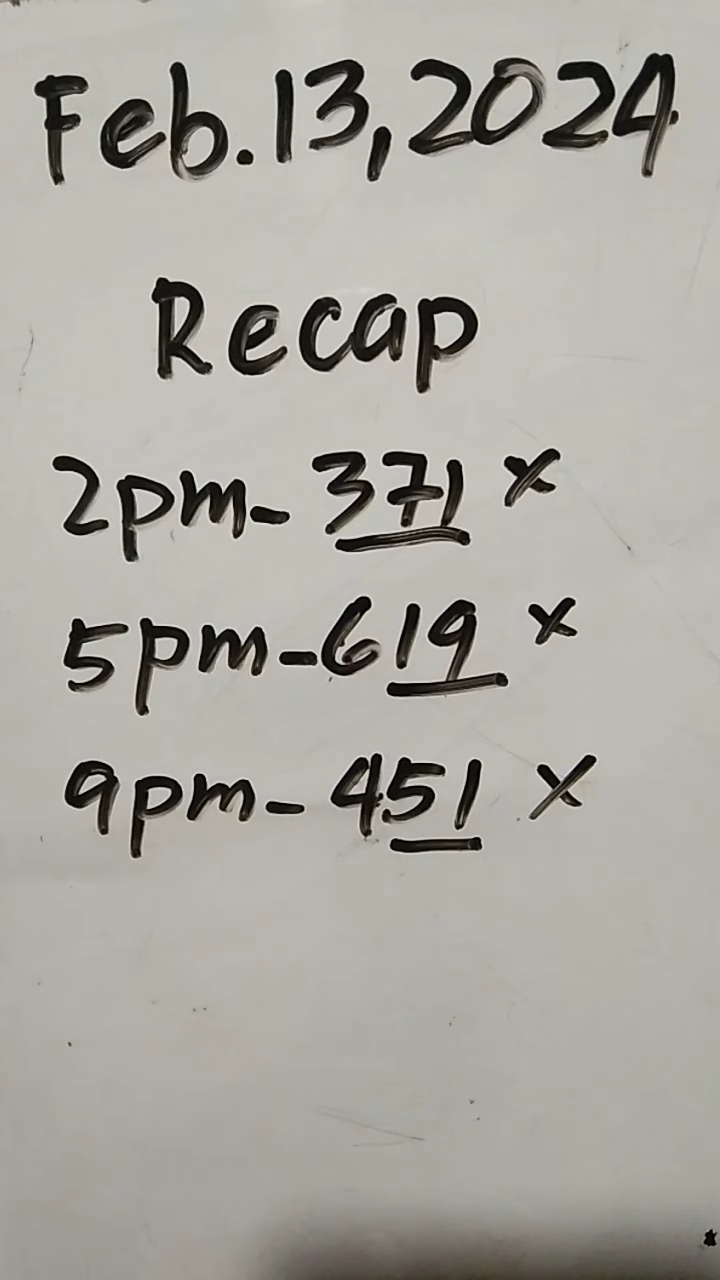 Feb.13,2024
Recap
2pm- 371 x
5pm-619 x
9pm- 451 x